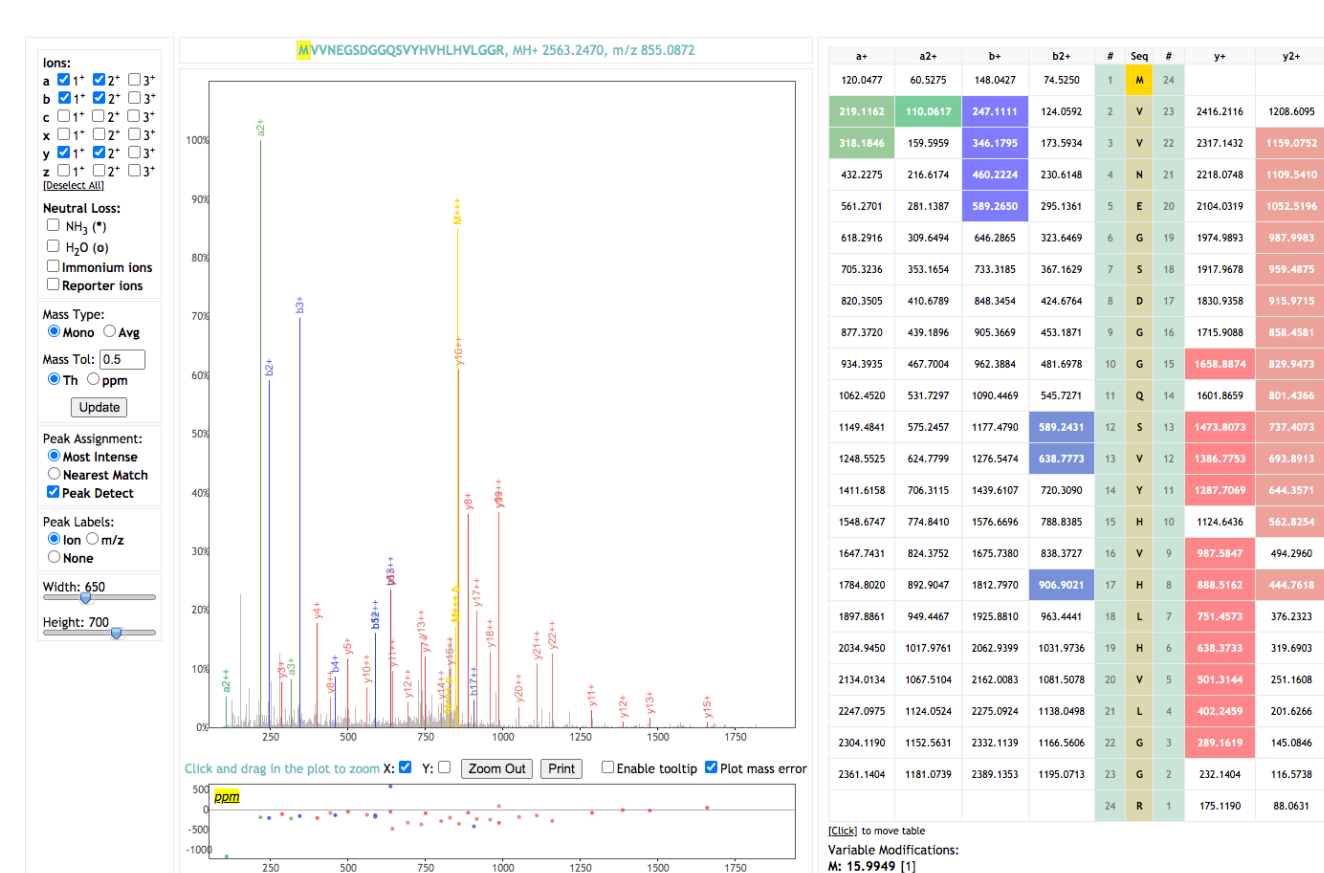 MVVNEGSDGGQSVYHVHLHVLGGR, MH+ 2563.2470, m/z 855.0872
Ions:
a 1+ 2+ 3+
b 1+ 2+ 3+
c 1+ 2+ 3+
x 1+ 2+ 3+
y 1+ 2+ 3+
z 1+ 2+ 3+
[Deselect All]
Neutral Loss:
NH3 (*)
H2O (o)
Immonium ions
Reporter ions
Mass Type:
Mono Avg
Mass Tol: 0.5
Th ppm
Update
Peak Assignment:
Most Intense
Nearest Match
Peak Detect
Peak Labels:
Ion m/z
None
Width: 650
Height: 700
100%
90%
80%
70%
60%
50%
40%
30%
20%
10%
0%
a2++
a2+
b2+
y3+
a3+
b3+
y4+
y8++
b4+
y5+
y10++
y11++
y12++
y13++
y14++
M+++
y16++
y8+
b17++
y17++
y18++
y20++
y21++
y22++
y11+
y12+
y13+
y15+
250 500 750 1000 1250 1500 1750
Click and drag in the plot to zoom X: Y: Zoom Out Print Enable tooltip Plot mass error
ppm
500
0
-500
-1000
250 500 750 1000 1250 1500 1750
a+ a2+ b+ b2+ # Seq # y+ y2+
120.0477 60.5275 148.0427 74.5250 1 M 24
219.1162 110.0617 247.1111 124.0592 2 V 23 2416.2116 1208.6095
318.1846 159.5959 346.1795 173.5934 3 V 22 2317.1432 1159.0752
432.2275 216.6174 460.2224 230.6148 4 N 21 2218.0748 1109.5410
561.2701 281.1387 589.2650 295.1361 5 E 20 2104.0319 1052.5196
618.2916 309.6494 646.2865 323.6469 6 G 19 1974.9893 987.9983
705.3236 353.1654 733.3185 367.1629 7 S 18 1917.9678 959.4875
820.3505 410.6789 848.3454 424.6764 8 D 17 1830.9358 915.9715
877.3720 439.1896 905.3669 453.1871 9 G 16 1715.9088 858.4581
934.3935 467.7004 962.3884 481.6978 10 G 15 1658.8874 829.9473
1062.4520 531.7297 1090.4469 545.7271 11 Q 14 1601.8659 801.4366
1149.4841 575.2457 1177.4790 589.2431 12 S 13 1473.8073 737.4073
1248.5525 624.7799 1276.5474 638.7773 13 V 12 1386.7753 693.8913
1411.6158 706.3115 1439.6107 720.3090 14 Y 11 1287.7069 644.3571
1548.6747 774.8410 1576.6696 788.8385 15 H 10 1124.6436 562.8254
1647.7431 824.3752 1675.7380 838.3727 16 V 9 987.5847 494.2960
1784.8020 892.9047 1812.7970 906.9021 17 H 8 888.5162 444.7618
1897.8861 949.4467 1925.8810 963.4441 18 L 7 751.4573 376.2323
2034.9450 1017.9761 2062.9399 1031.9736 19 H 6 638.3733 319.6903
2134.0134 1067.5104 2162.0083 1081.5078 20 V 5 501.3144 251.1608
2247.0975 1124.0524 2275.0924 1138.0498 21 L 4 402.2459 201.6266
2304.1190 1152.5631 2332.1139 1166.5606 22 G 3 289.1619 145.0846
2361.1404 1181.0739 2389.1353 1195.0713 23 G 2 232.1404 116.5738
24 R 1 175.1190 88.0631
[Click] to move table
Variable Modifications:
M: 15.9949 [1]